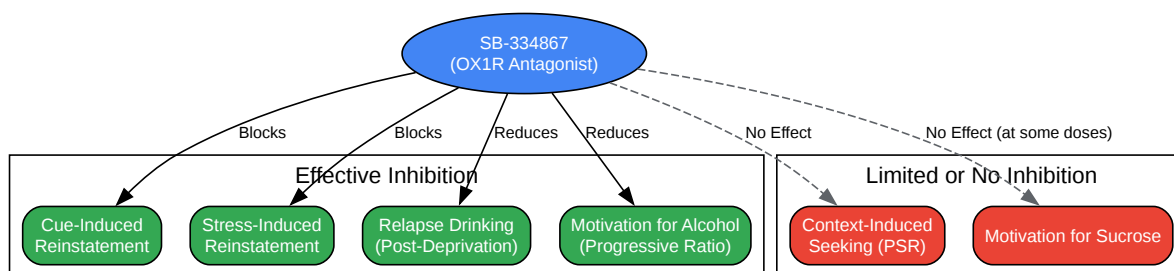 SB-334867
(OX1R Antagonist)
Blocks
Blocks
Reduces
Reduces
No Effect
No Effect (at some doses)
Effective Inhibition
Limited or No Inhibition
Cue-Induced
Reinstatement
Stress-Induced
Reinstatement
Relapse Drinking
(Post-Deprivation)
Motivation for Alcohol
(Progressive Ratio)
Context-Induced
Seeking (PSR)
Motivation for Sucrose